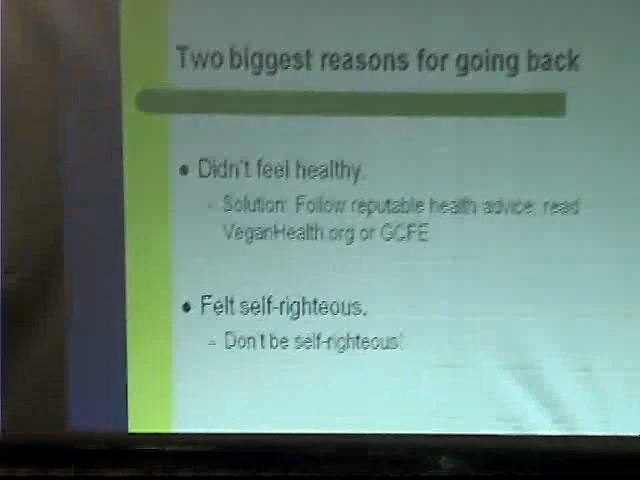 Two biggest reasons for going back
• Didn't feel healthy.
- Solution: Follow reputable health advice; read
VeganHealth.org or GCFE
• Felt self-righteous.
– Don't be self-righteous!